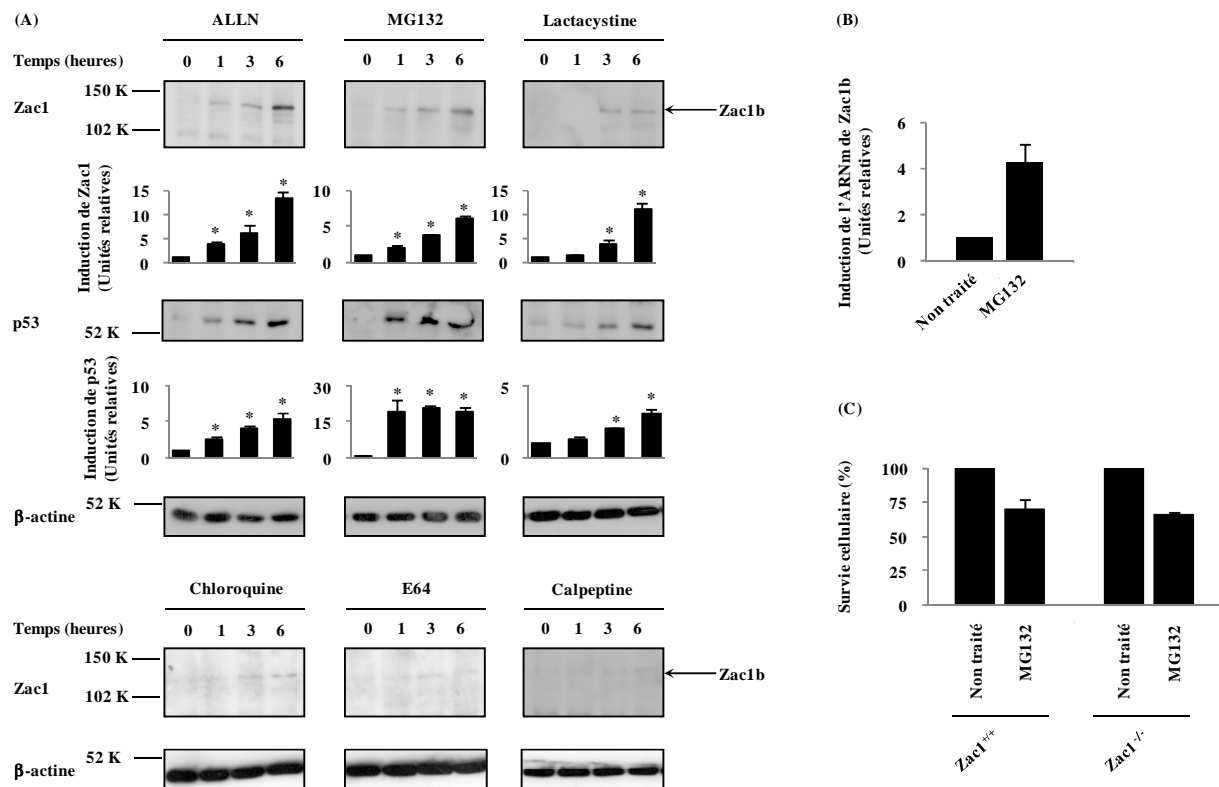 (A)
ALLN MG132 Lactacystine
Temps (heures) 0 1 3 6 0 1 3 6 0 1 3 6
150 K
Zac1
Zac1b
102 K
Induction de Zac1
(Unités relatives)
15 10 5 0
* * *
10 5 0
* * *
15 10 5 0
* *
p53
52 K
Induction de p53
(Unités relatives)
10 5 0
* * *
30 15 0
* * *
5 0
* *
52 K
β-actine
Chloroquine E64 Calpeptine
Temps (heures) 0 1 3 6 0 1 3 6 0 1 3 6
150 K
Zac1
Zac1b
102 K
52 K
β-actine
(B)
Induction de l'ARNm de Zac1b
(Unités relatives)
6
4
2
0
Non traité
MG132
(C)
Survie cellulaire (%)
100
75
50
25
0
Non traité
MG132
Non traité
MG132
Zac1+/+
Zac1-/-